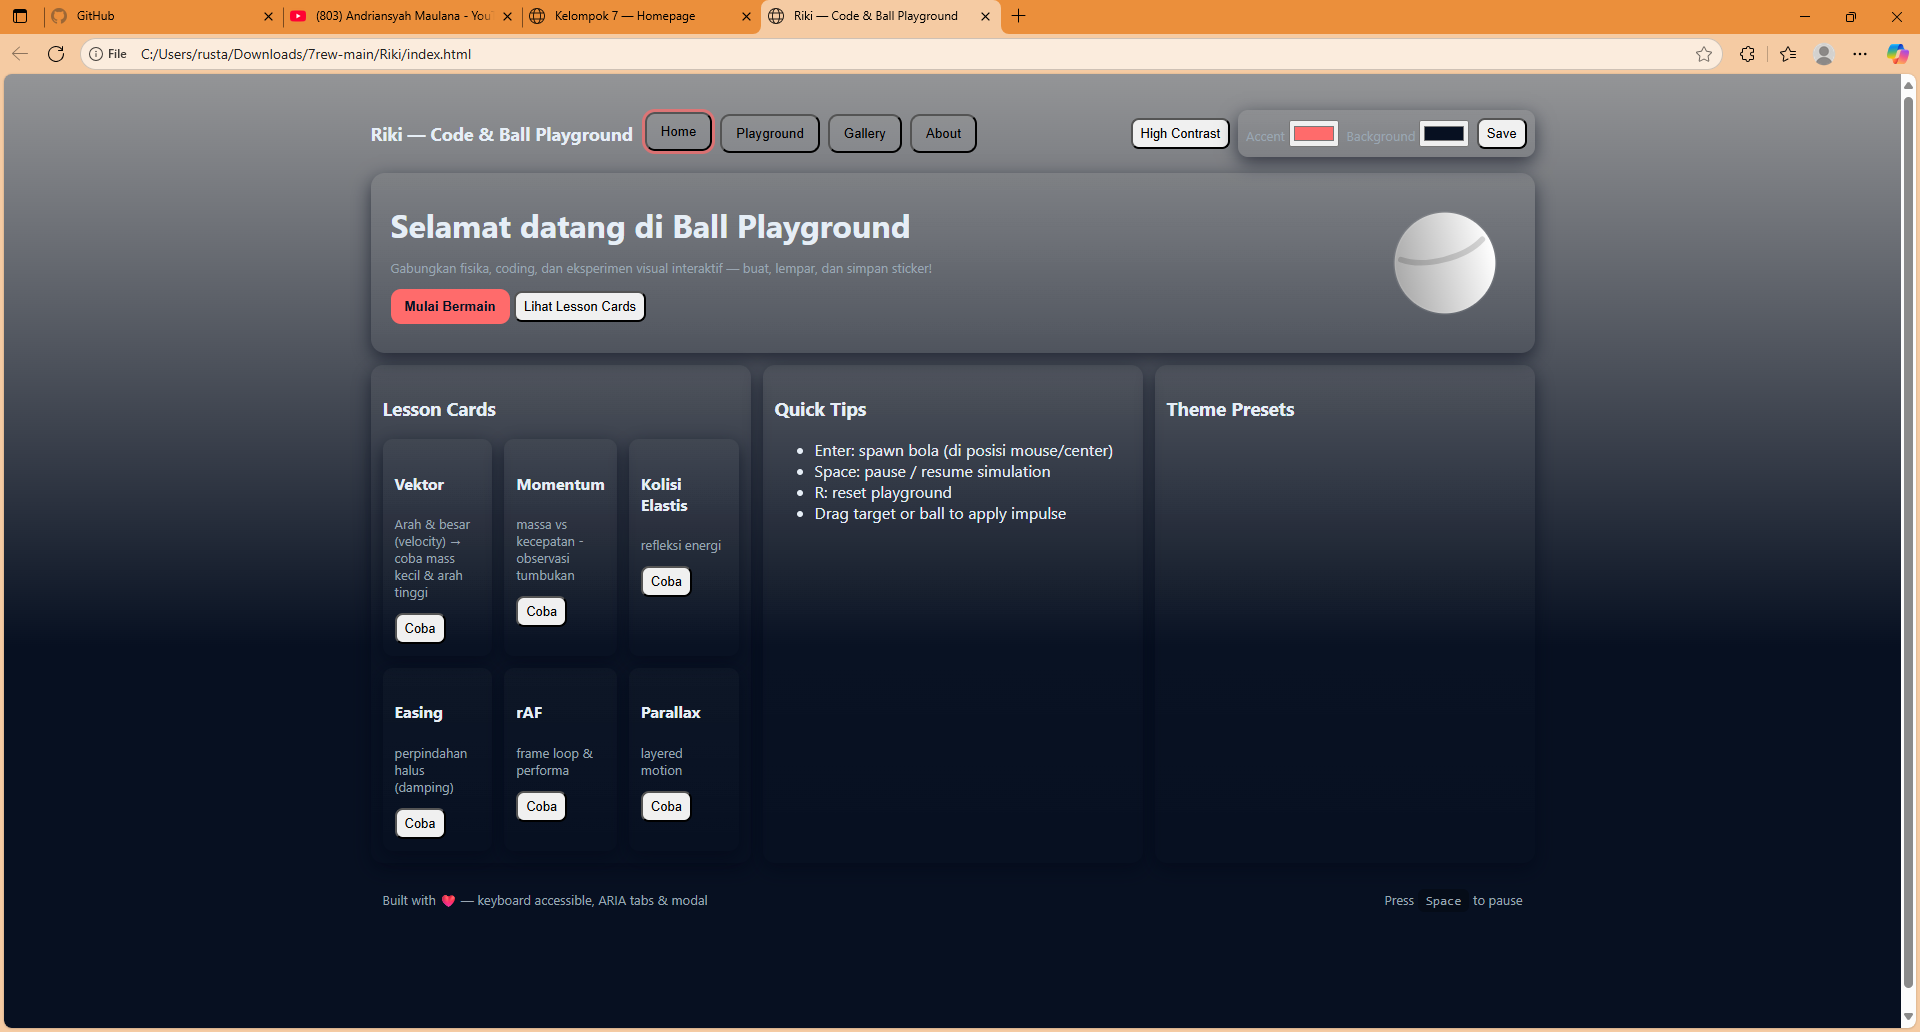 GitHub
(803) Andriansyah Maulana - You
Kelompok 7 — Homepage
Riki — Code & Ball Playground
File
C:/Users/rusta/Downloads/7rew-main/Riki/index.html
Riki — Code & Ball Playground
Home
Playground
Gallery
About
High Contrast
Accent
Background
Save
Selamat datang di Ball Playground
Gabungkan fisika, coding, dan eksperimen visual interaktif — buat, lempar, dan simpan sticker!
Mulai Bermain
Lihat Lesson Cards
Lesson Cards
Vektor
Arah & besar
(velocity) →
coba mass
kecil & arah
tinggi
Coba
Momentum
massa vs
kecepatan -
observasi
tumbukan
Coba
Kolisi
Elastis
refleksi energi
Coba
Easing
perpindahan
halus
(damping)
Coba
rAF
frame loop &
performa
Coba
Parallax
layered
motion
Coba
Quick Tips
• Enter: spawn bola (di posisi mouse/center)
• Space: pause / resume simulation
• R: reset playground
• Drag target or ball to apply impulse
Theme Presets
Built with ❤️ — keyboard accessible, ARIA tabs & modal
Press Space to pause